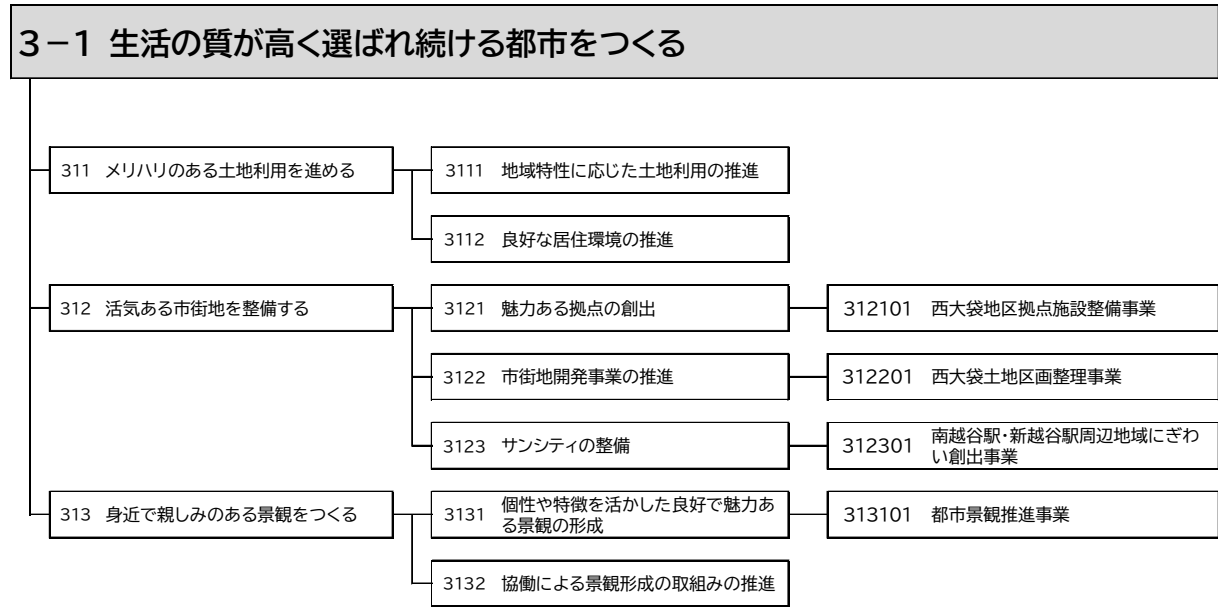 3-1 生活の質が高く選ばれ続ける都市をつくる
311 メリハリのある土地利用を進める
3111 地域特性に応じた土地利用の推進
3112 良好な居住環境の推進
312 活気ある市街地を整備する
3121 魅力ある拠点の創出
312101 西大袋地区拠点施設整備事業
3122 市街地開発事業の推進
312201 西大袋土地区画整理事業
3123 サンシティの整備
312301 南越谷駅・新越谷駅周辺地域にぎわ
い創出事業
313 身近で親しみのある景観をつくる
3131 個性や特徴を活かした良好で魅力あ
る景観の形成
313101 都市景観推進事業
3132 協働による景観形成の取組みの推進